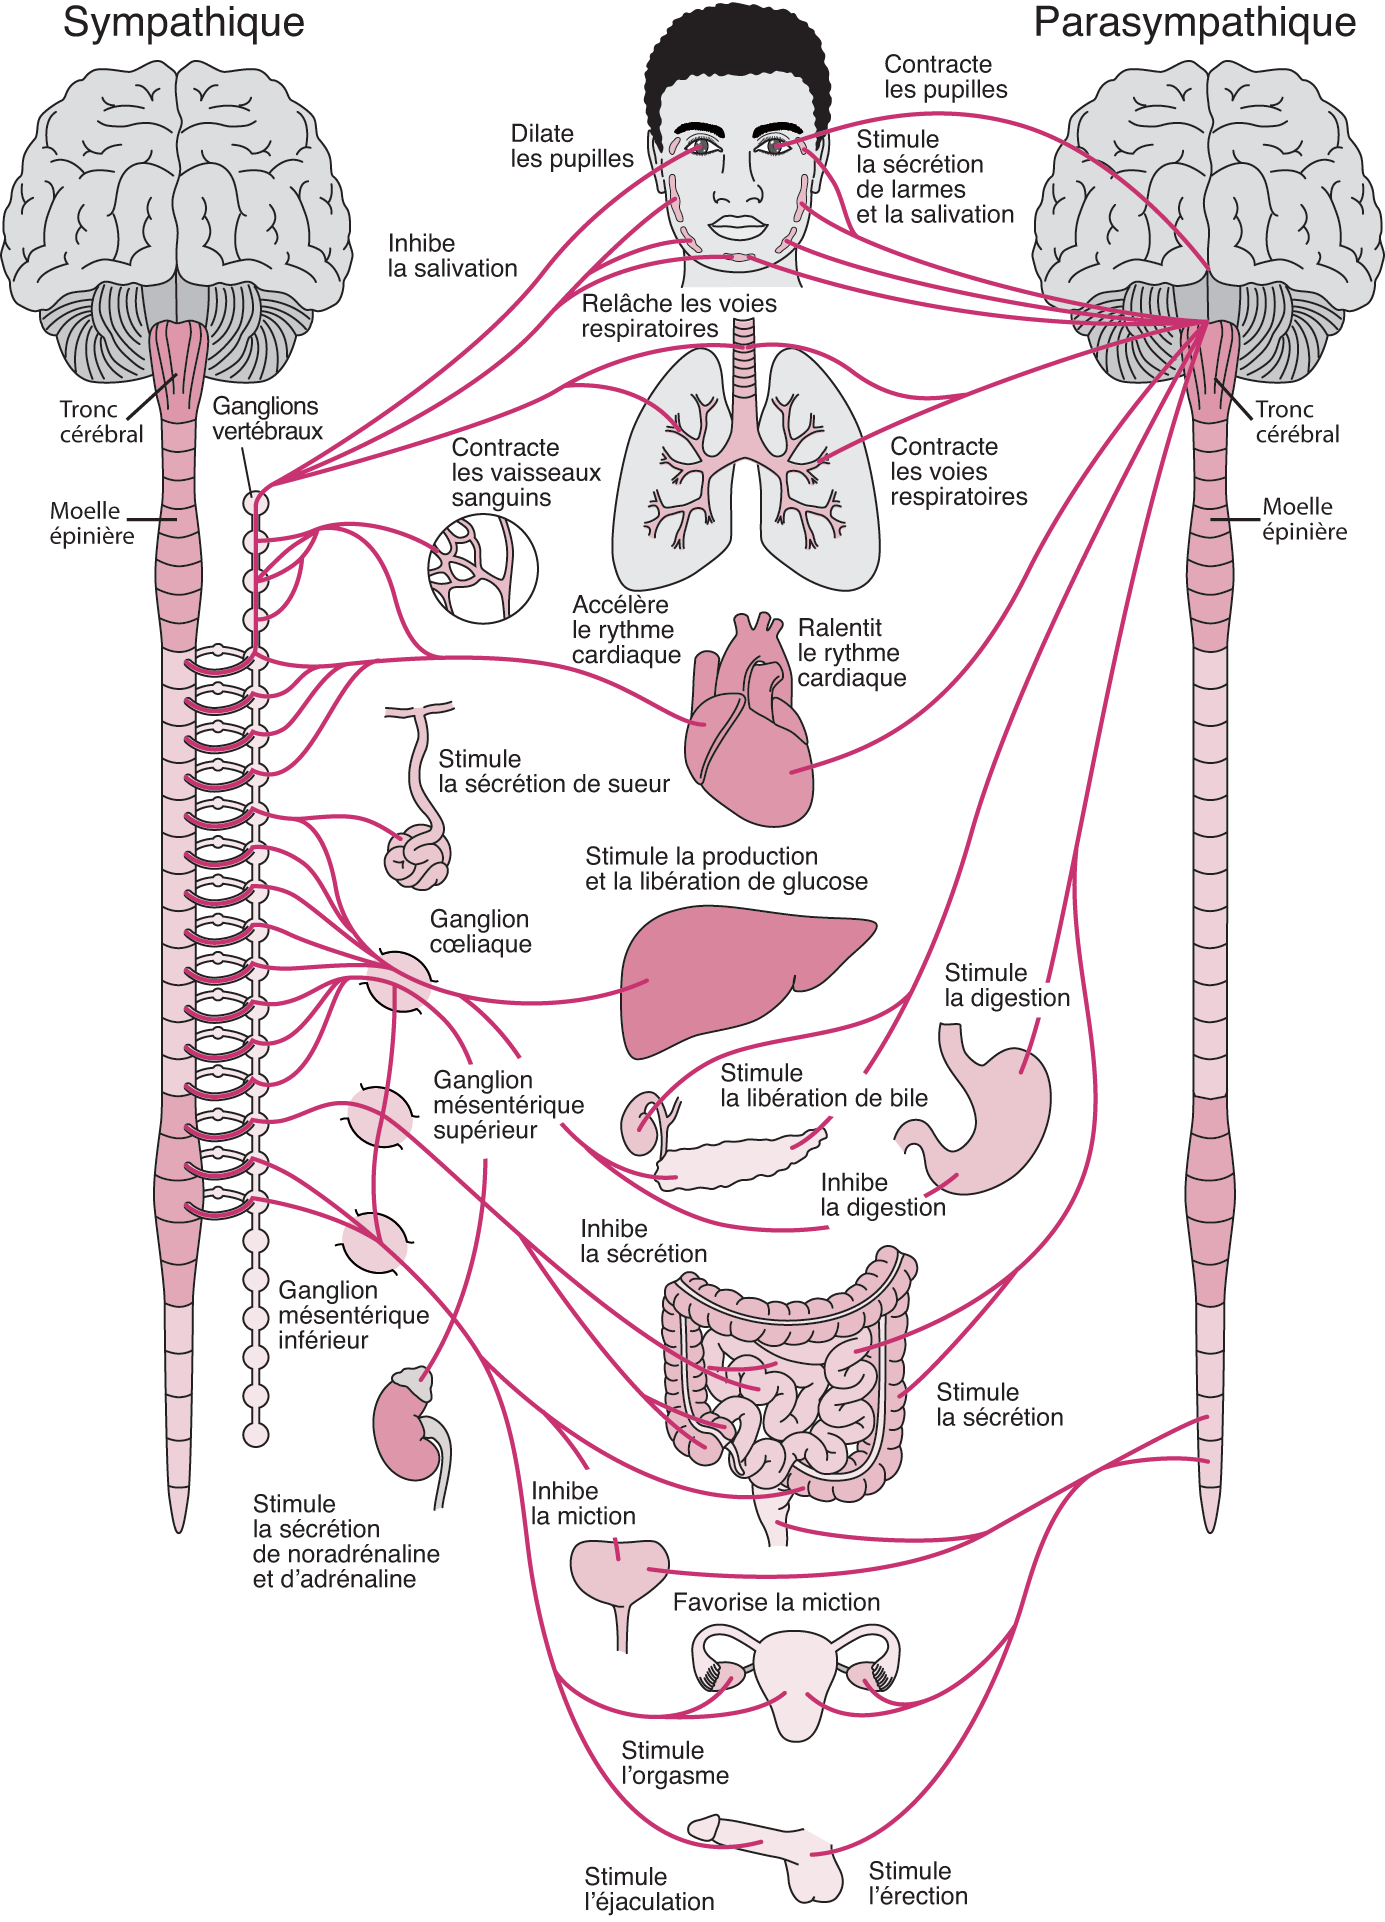 Sympathique
Parasympathique
Contracte
les pupilles
Dilate
les pupilles
Stimule
la sécrétion
de larmes
et la salivation
Inhibe
la salivation
Relâche les voies
respiratoires
Tronc
cérébral
Ganglions
vertébraux
Tronc
cérébral
Contracte
les vaisseaux
sanguins
Contracte
les voies
respiratoires
Moelle
épinière
Moelle
épinière
Accélère
le rythme
cardiaque
Ralentit
le rythme
cardiaque
Stimule
la sécrétion de sueur
Stimule la production
et la libération de glucose
Ganglion
cœliaque
Stimule
la digestion
Ganglion
mésentérique
supérieur
Stimule
la libération de bile
Inhibe
la digestion
Inhibe
la sécrétion
Ganglion
mésentérique
inférieur
Stimule
la sécrétion
Inhibe
la miction
Stimule
la sécrétion
de noradrénaline
et d'adrénaline
Favorise la miction
Stimule
l'orgasme
Stimule
l'éjaculation
Stimule
l'érection